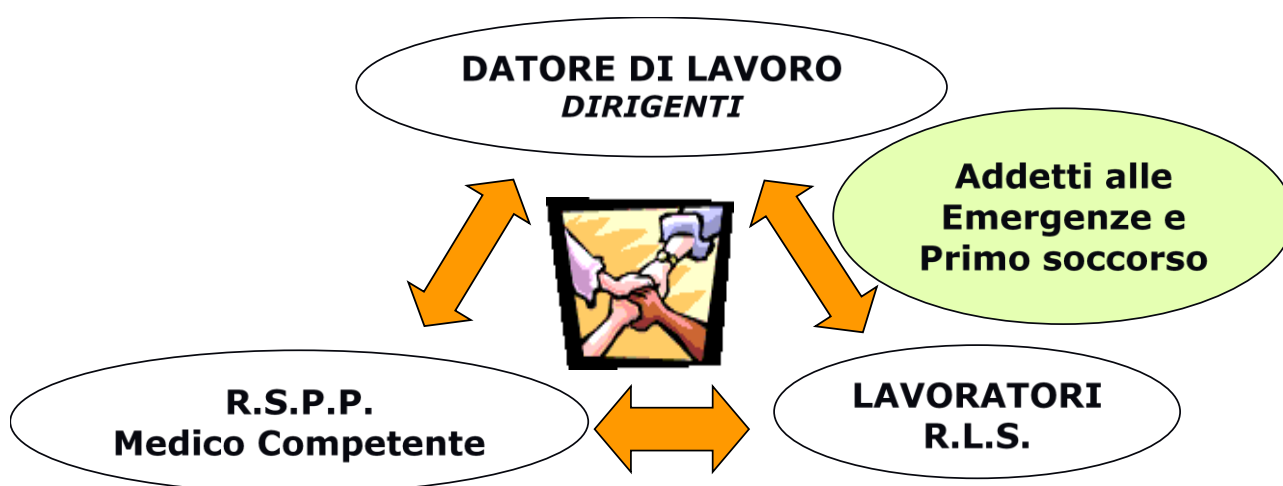 DATORE DI LAVORO
DIRIGENTI
Addetti alle
Emergenze e
Primo soccorso
R.S.P.P.
Medico Competente
LAVORATORI
R.L.S.